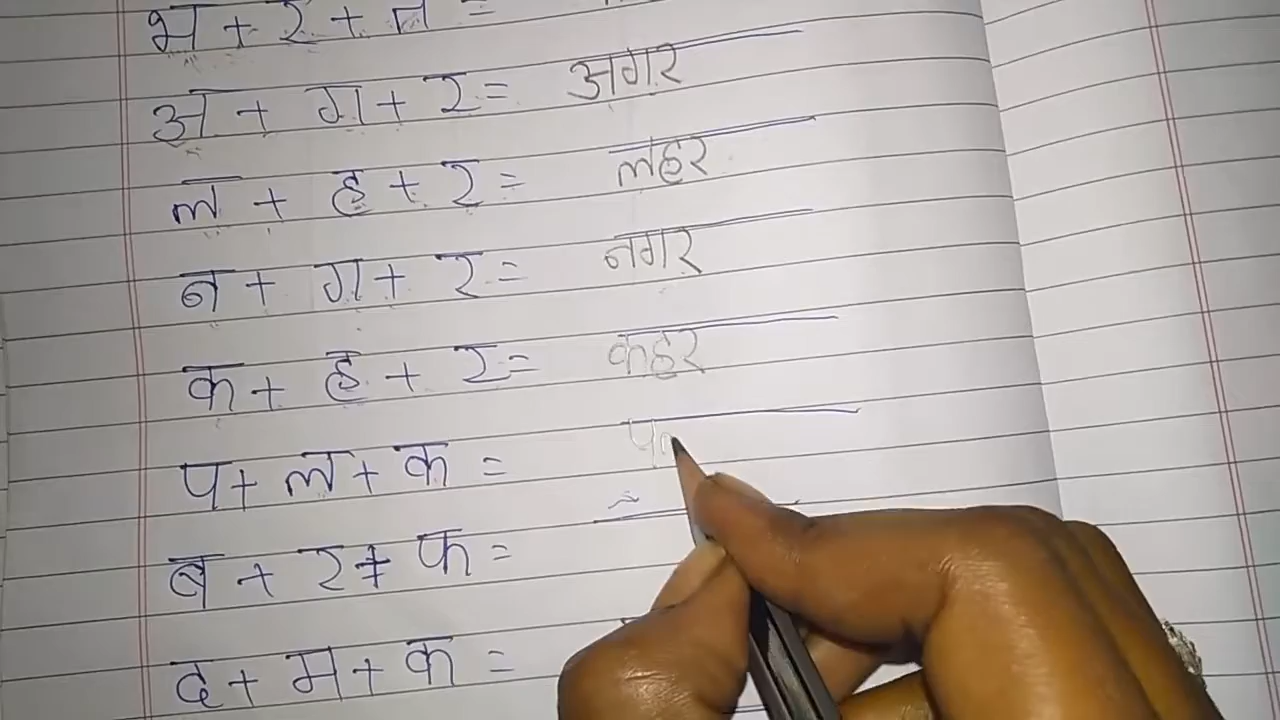 भ + र + त =
अ + ग + र = अगर
ल + ह + र = लहर
न + ग + र = नगर
क + ह + र = कहर
प + ल + क = प
ब + र + फ =
द + म + क =